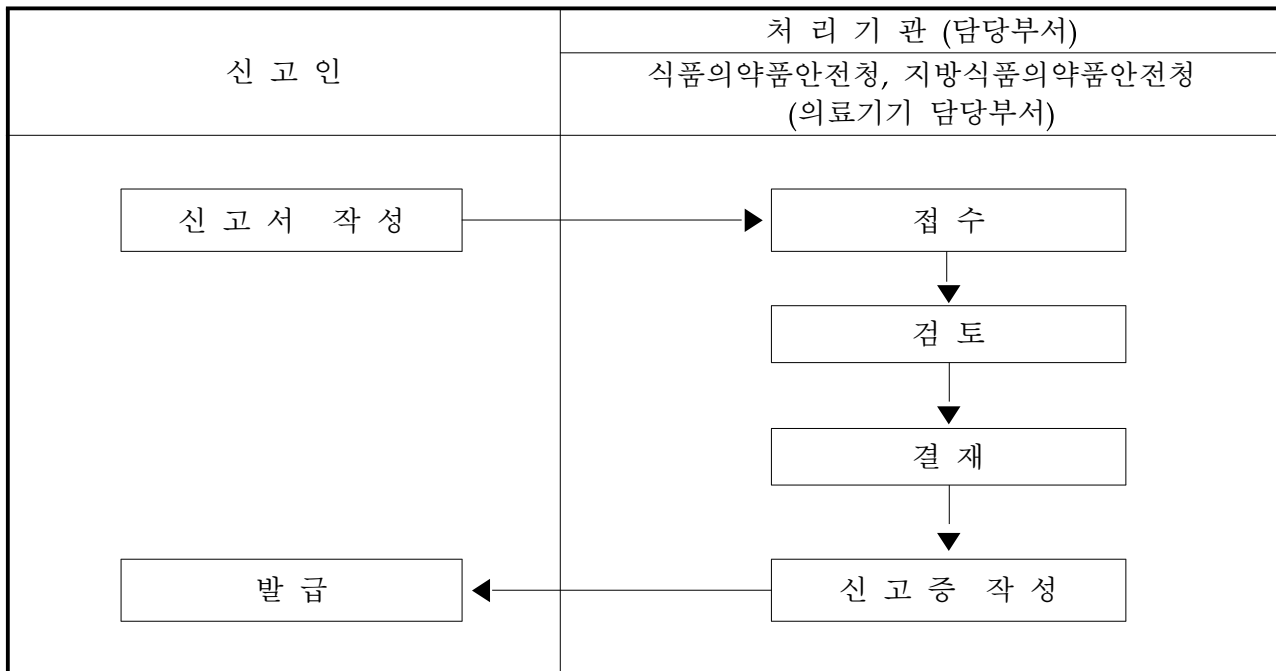 신 고 인
처 리 기 관 (담당부서)
식품의약품안전청, 지방식품의약품안전청
(의료기기 담당부서)
신 고 서 작 성
접 수
검 토
결 재
발 급
신 고 증 작 성